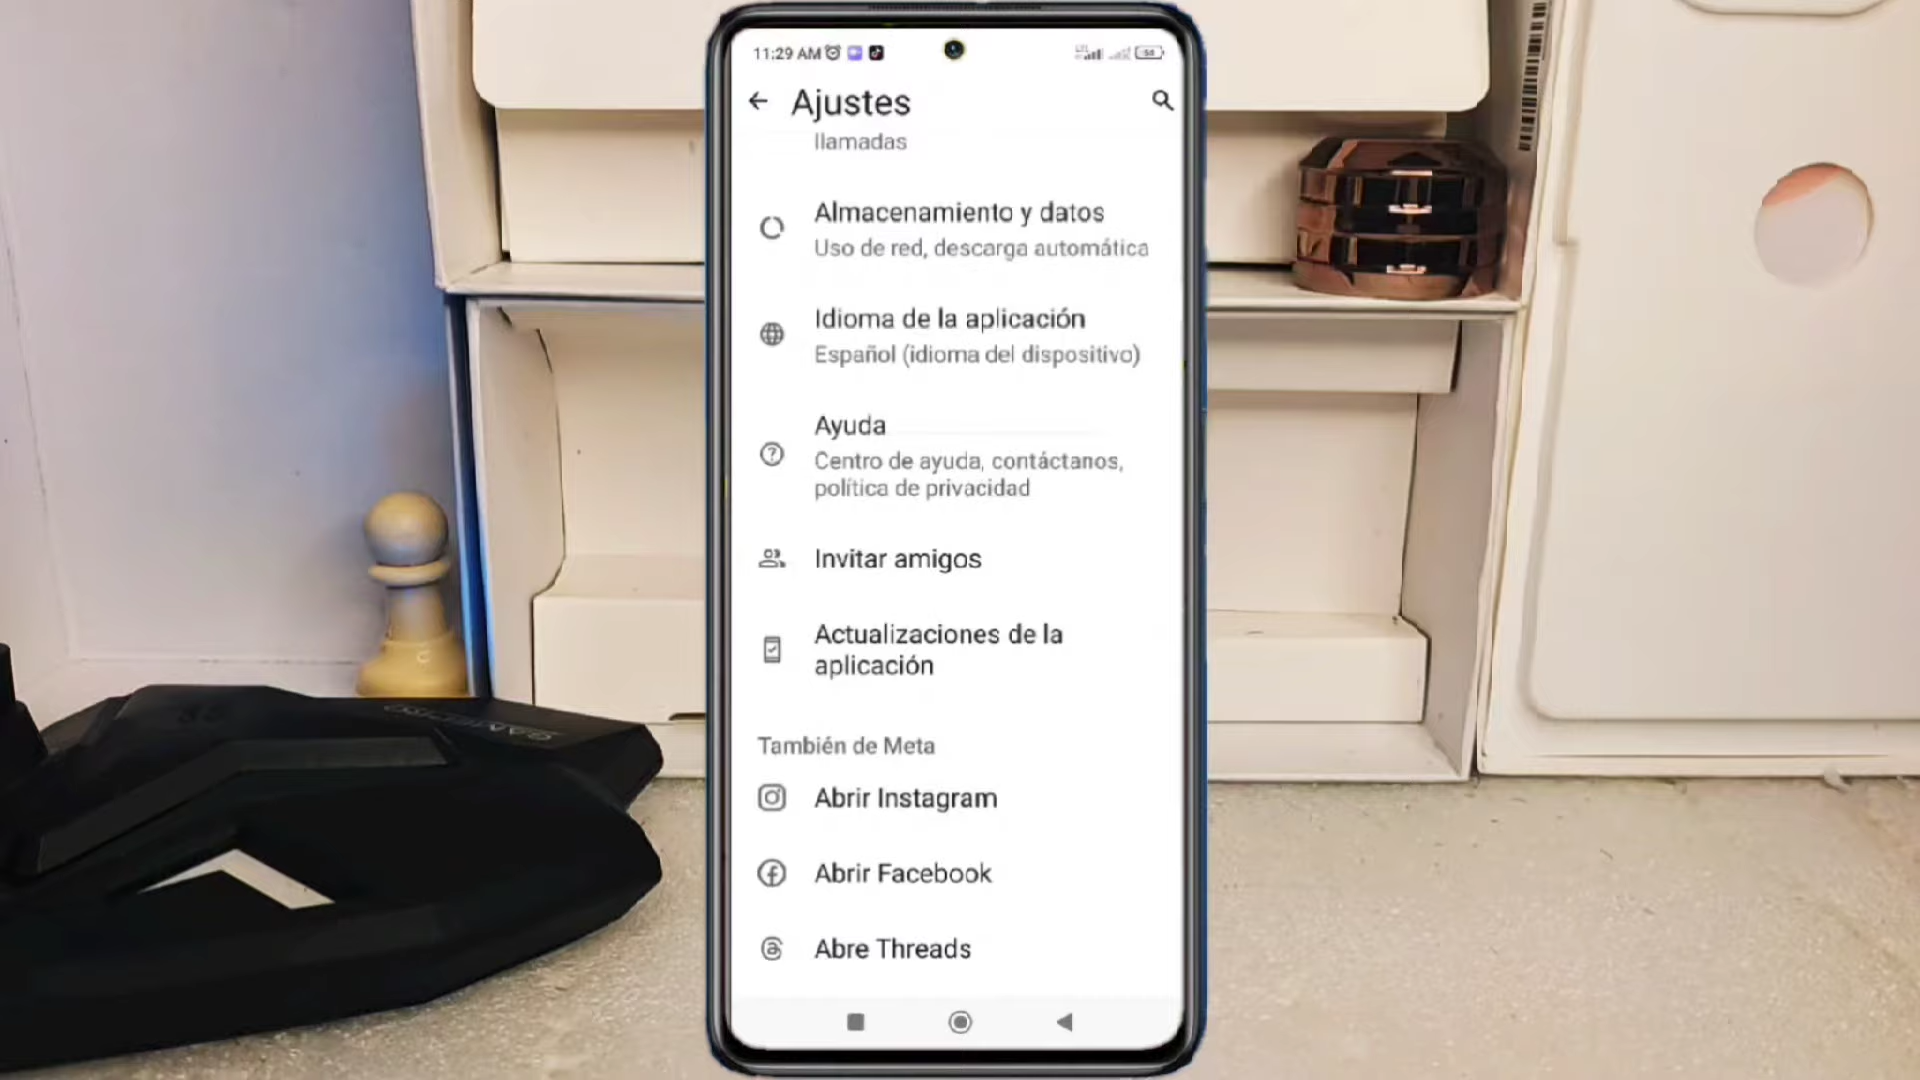 11:29 AM
Ajustes
llamadas
Almacenamiento y datos
Uso de red, descarga automática
Idioma de la aplicación
Español (idioma del dispositivo)
Ayuda
Centro de ayuda, contáctanos,
política de privacidad
Invitar amigos
Actualizaciones de la
aplicación
También de Meta
Abrir Instagram
Abrir Facebook
Abre Threads